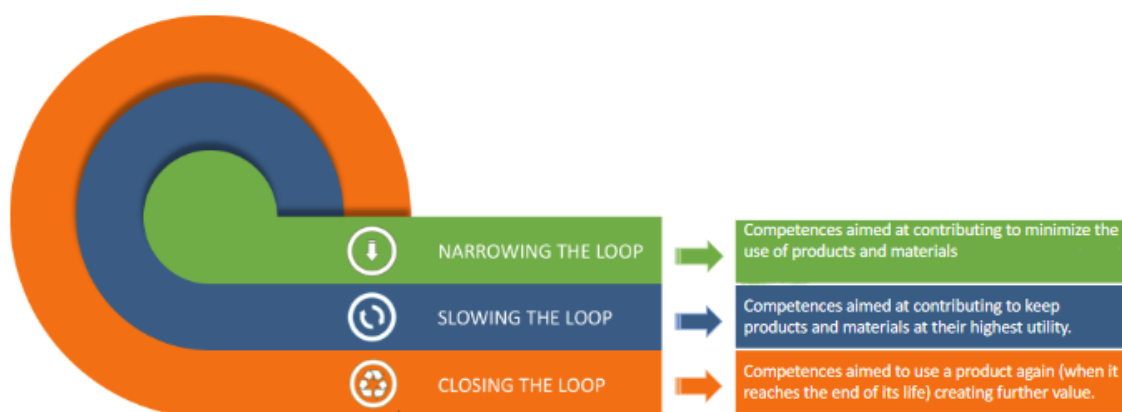 NARROWING THE LOOP
Competences aimed at contributing to minimize the
use of products and materials
SLOWING THE LOOP
Competences aimed at contributing to keep
products and materials at their highest utility.
CLOSING THE LOOP
Competences aimed to use a product again (when it
reaches the end of its life) creating further value.